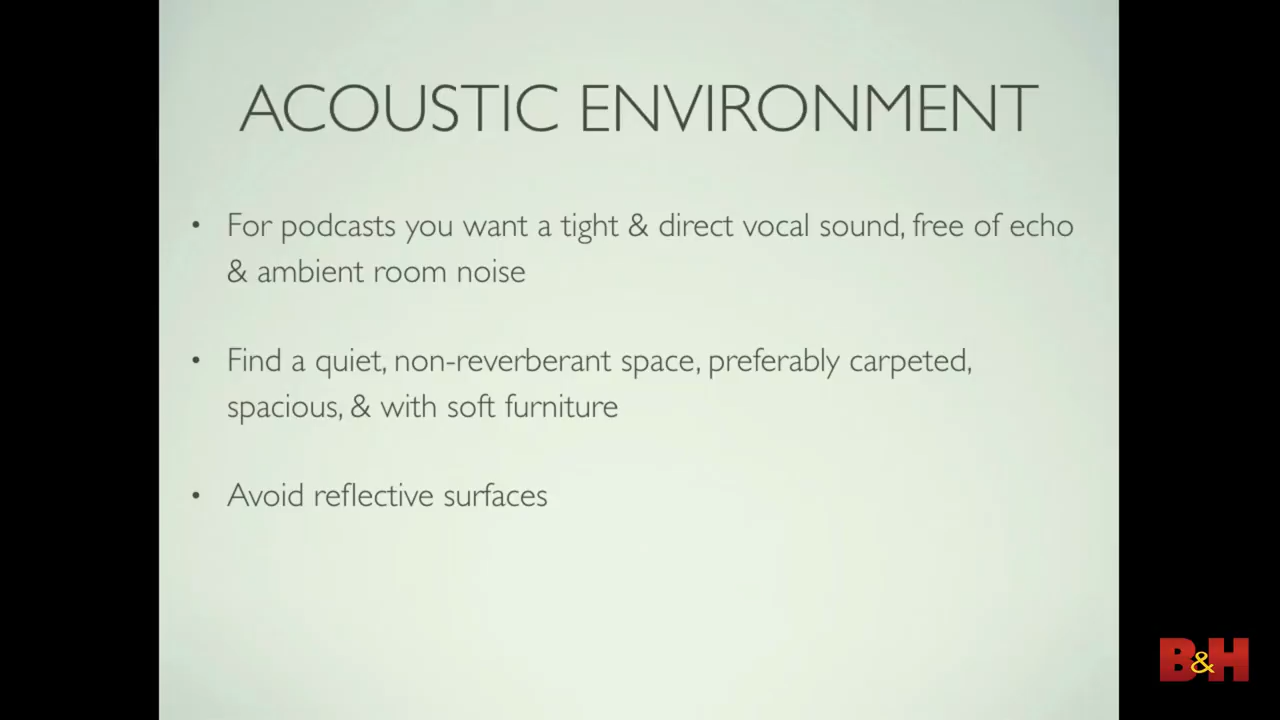 ACOUSTIC ENVIRONMENT
• For podcasts you want a tight & direct vocal sound, free of echo
& ambient room noise
• Find a quiet, non-reverberant space, preferably carpeted,
spacious, & with soft furniture
• Avoid reflective surfaces
B&H